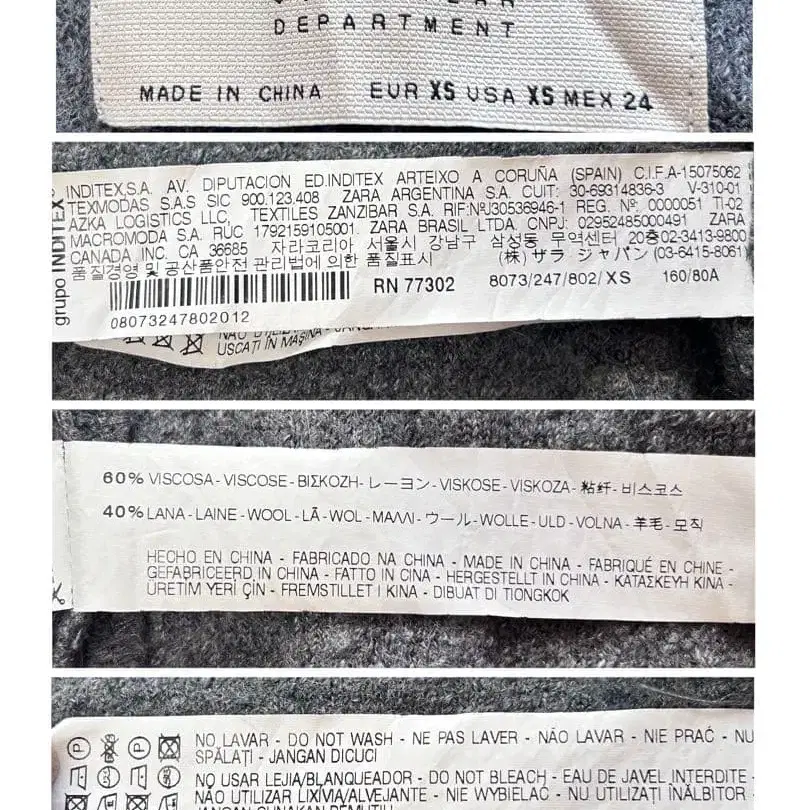 DEPARTMENT
MADE IN CHINA EUR XS USA XS MEX 24
grupo INDITEX
INDITEX,S.A. AV. DIPUTACION ED.INDITEX ARTEIXO A CORUÑA (SPAIN) C.I.F.A-15075062
TEXMODAS S.A.S SIC 900.123.408 ZARA ARGENTINA S.A. CUIT: 30-69314836-3 V-310-01
AZKA LOGISTICS LLC, TEXTILES ZANZIBAR S.A. RIF:NºJ30536946-1 REG. Nº. 0000051 TI-02
MACROMODA S.A. RUC 1792159105001. ZARA BRASIL LTDA. CNPJ: 02952485000491 ZARA
CANADA INC. CA 36685 자라코리아 서울시 강남구 삼성동 무역센터 20층02-3413-9800
품질경영 및 공산품안전 관리법에 의한 품질표시 (株) ザラ ジャパン (03-6415-8061)
RN 77302 8073/247/802/XS 160/80A
08073247802012
USCAȚI ÎN MAȘINA
60% VISCOSA-VISCOSE-ΒΙΣΚΟΖΗ-レーヨン-VISKOSE-VISKOZA-粘纤-비스코스
40% LANA-LAINE-WOOL-LÃ-WOL-ΜΑΛΛΙ-ウール-WOLLE-ULD-VOLNA-羊毛-모직
HECHO EN CHINA - FABRICADO NA CHINA - MADE IN CHINA - FABRIQUÉ EN CHINE -
GEFABRICEERD IN CHINA - FATTO IN CINA - HERGESTELLT IN CHINA - ΚΑΤΑΣΚΕΥΗ ΚΙΝΑ -
ÜRETIM YERİ ÇİN - FREMSTILLET I KINA - DIBUAT DI TIONGKOK
NO LAVAR - DO NOT WASH - NE PAS LAVER - NÃO LAVAR - NIE PRAĆ - NU
SPĂLAȚI - JANGAN DICUCI
NO USAR LEJIA/BLANQUEADOR - DO NOT BLEACH - EAU DE JAVEL INTERDITE -
NÃO UTILIZAR LIXÍVIA/ALVEJANTE - NIE WYBIELAĆ - NU UTILIZAȚI ÎNĂLBITOR -